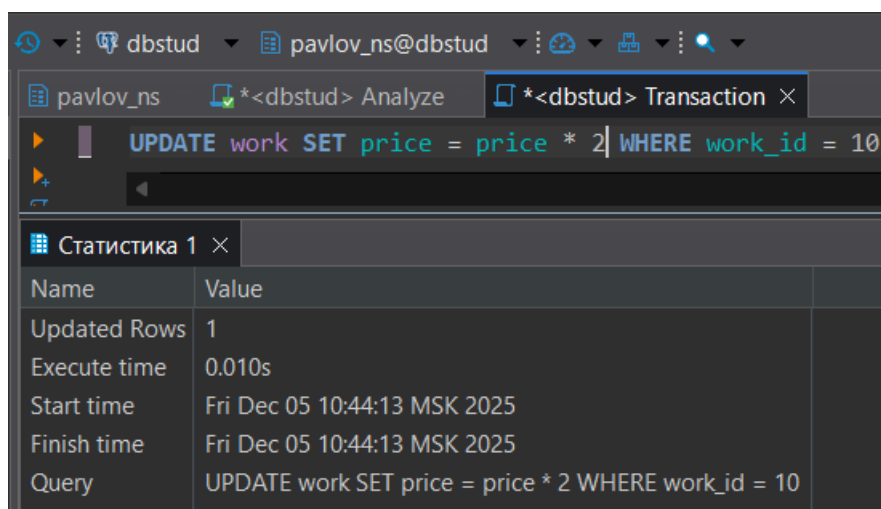 dbstud pavlov_ns@dbstud
pavlov_ns *<dbstud> Analyze *<dbstud> Transaction
UPDATE work SET price = price * 2 WHERE work_id = 10
Статистика 1
Name Value
Updated Rows 1
Execute time 0.010s
Start time Fri Dec 05 10:44:13 MSK 2025
Finish time Fri Dec 05 10:44:13 MSK 2025
Query UPDATE work SET price = price * 2 WHERE work_id = 10